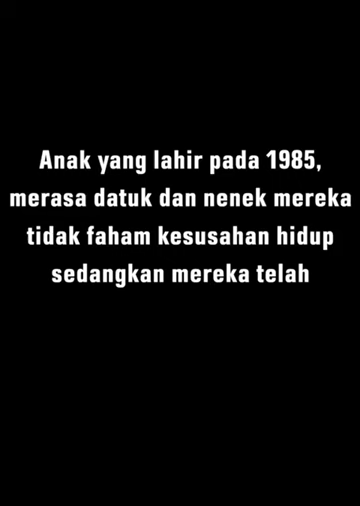 Anak yang lahir pada 1985,
merasa datuk dan nenek mereka
tidak faham kesusahan hidup
sedangkan mereka telah